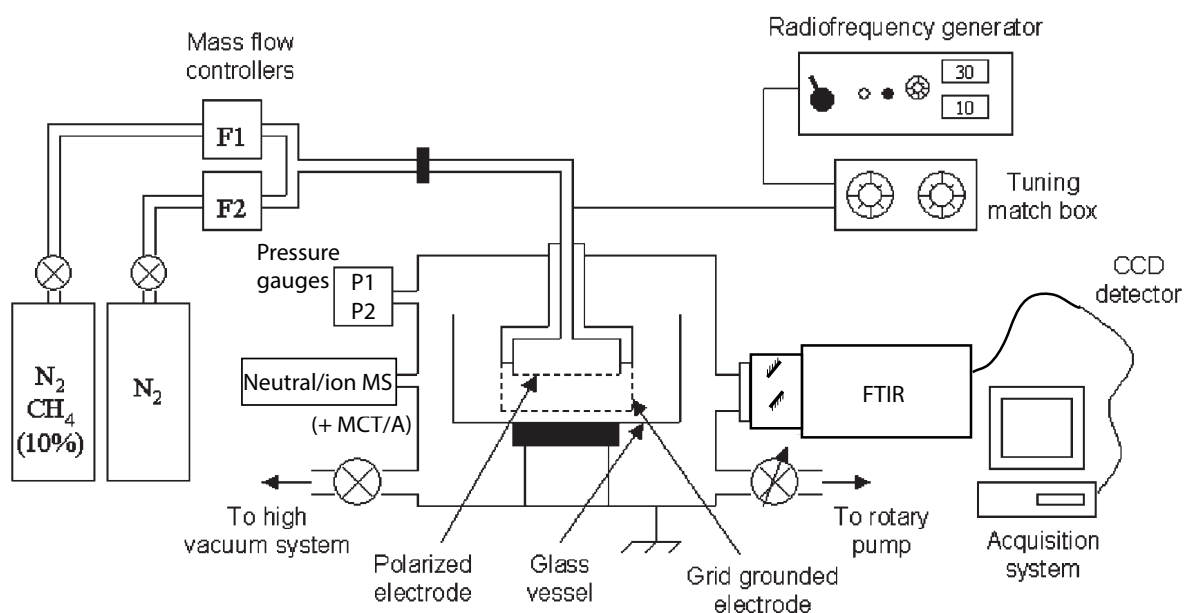 Mass flow
controllers
Radiofrequency generator
30
10
F1
F2
Tuning
match box
Pressure
gauges
P1
P2
CCD
detector
N₂
CH₄
(10%)
N₂
Neutral/ion MS
(+ MCT/A)
FTIR
To high
vacuum system
Polarized
electrode
Glass
vessel
Grid grounded
electrode
To rotary
pump
Acquisition
system